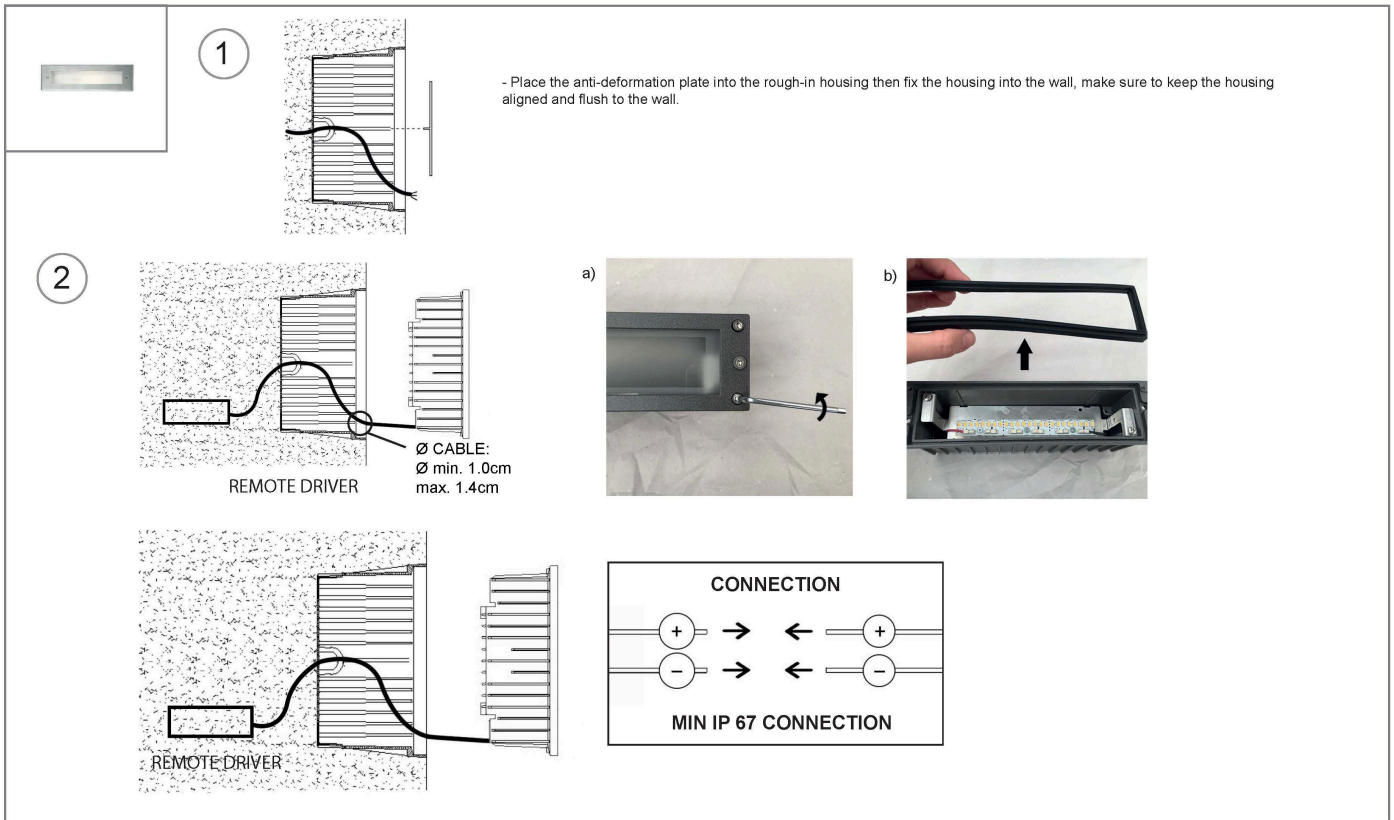 1
- Place the anti-deformation plate into the rough-in housing then fix the housing into the wall, make sure to keep the housing
aligned and flush to the wall.
2
Ø CABLE:
Ø min. 1.0cm
max. 1.4cm
REMOTE DRIVER
a)
b)
REMOTE DRIVER
CONNECTION
+ +
− −
MIN IP 67 CONNECTION